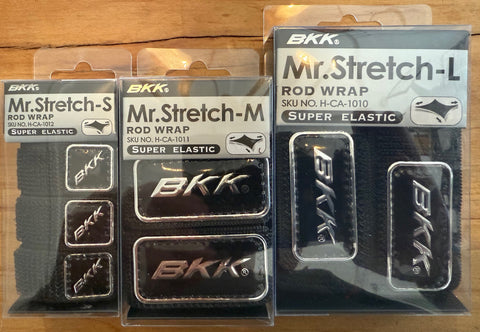 BKK®
Mr.Stretch-S
ROD WRAP
SKU NO. H-CA-1012
SUPER ELASTIC
BKK
BKK
BKK
BKK®
Mr.Stretch-M
ROD WRAP
SKU NO. H-CA-1011
SUPER ELASTIC
BKK®
BKK®
BKK®
Mr.Stretch-L
ROD WRAP
SKU NO. H-CA-1010
SUPER ELASTIC
BKK®
BKK®